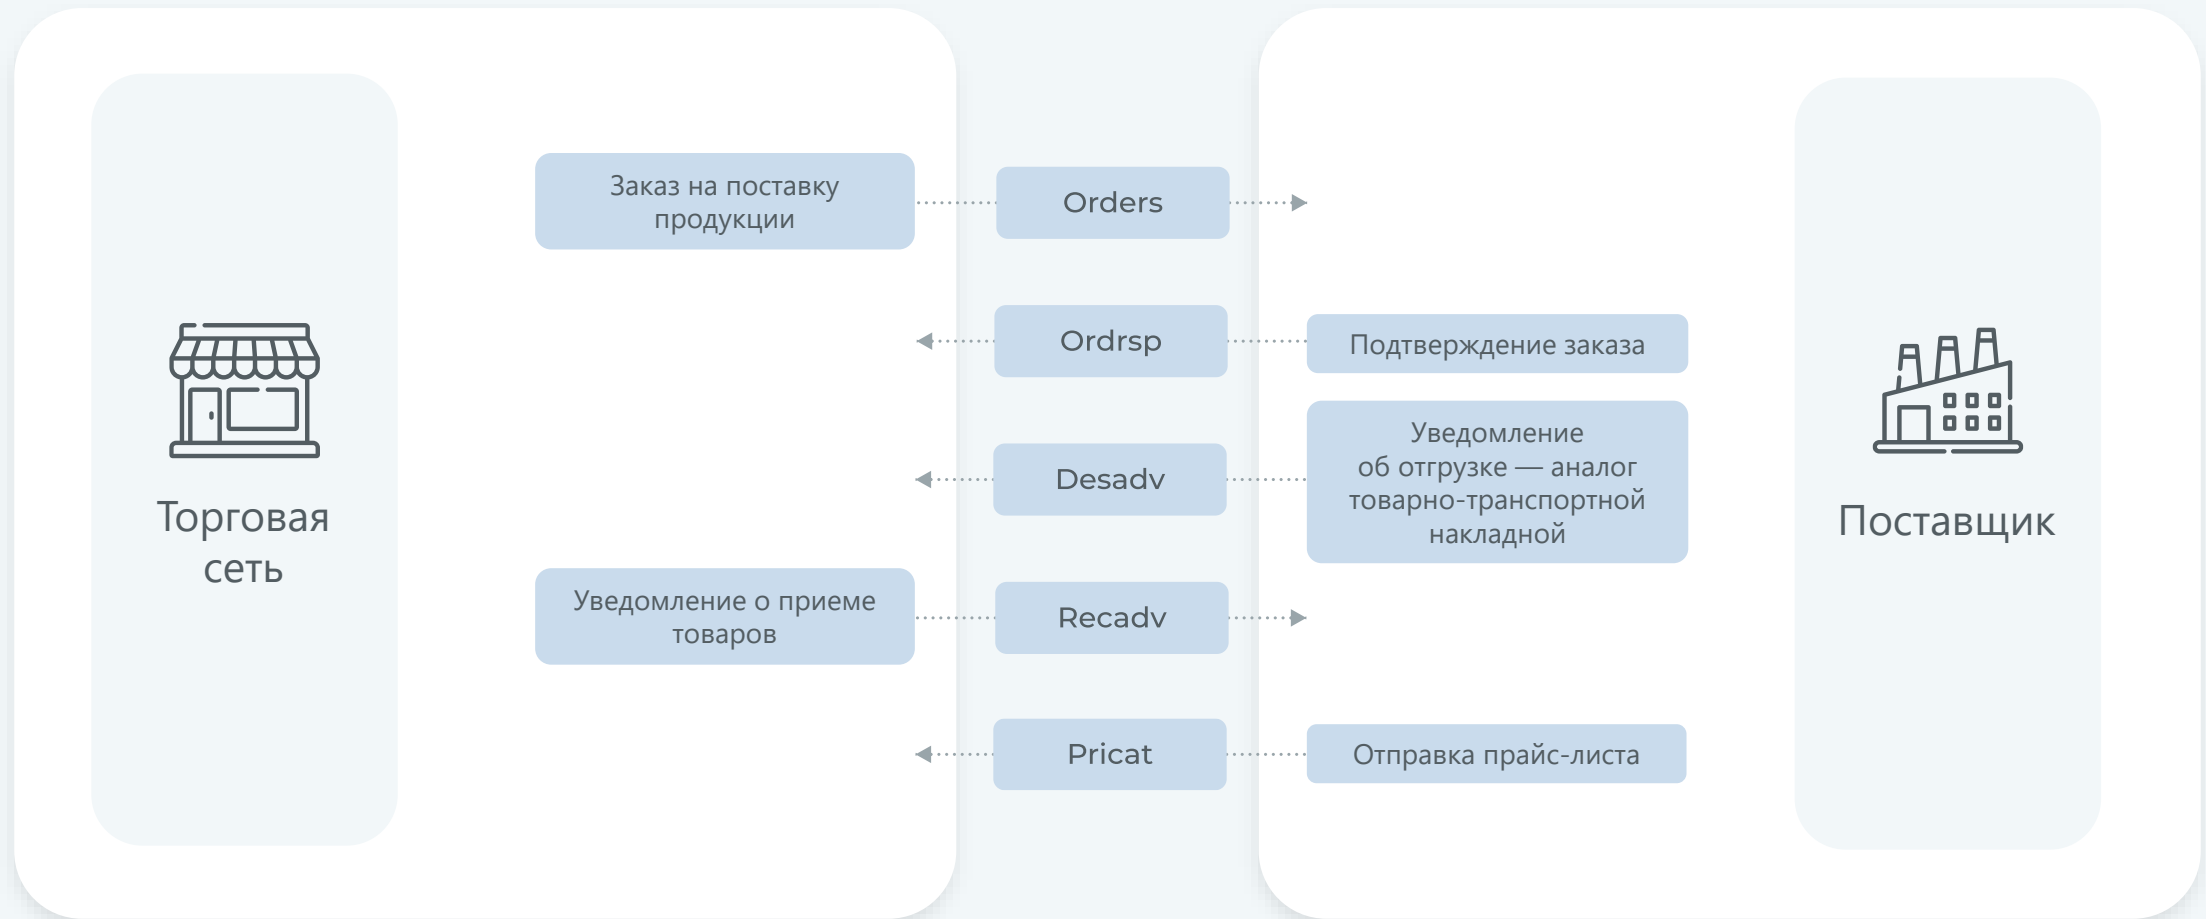 Торговая
сеть
Заказ на поставку
продукции
Orders
Ordrsp
Подтверждение заказа
Desadv
Уведомление
об отгрузке — аналог
товарно-транспортной
накладной
Уведомление о приеме
товаров
Recadv
Pricat
Отправка прайс-листа
Поставщик